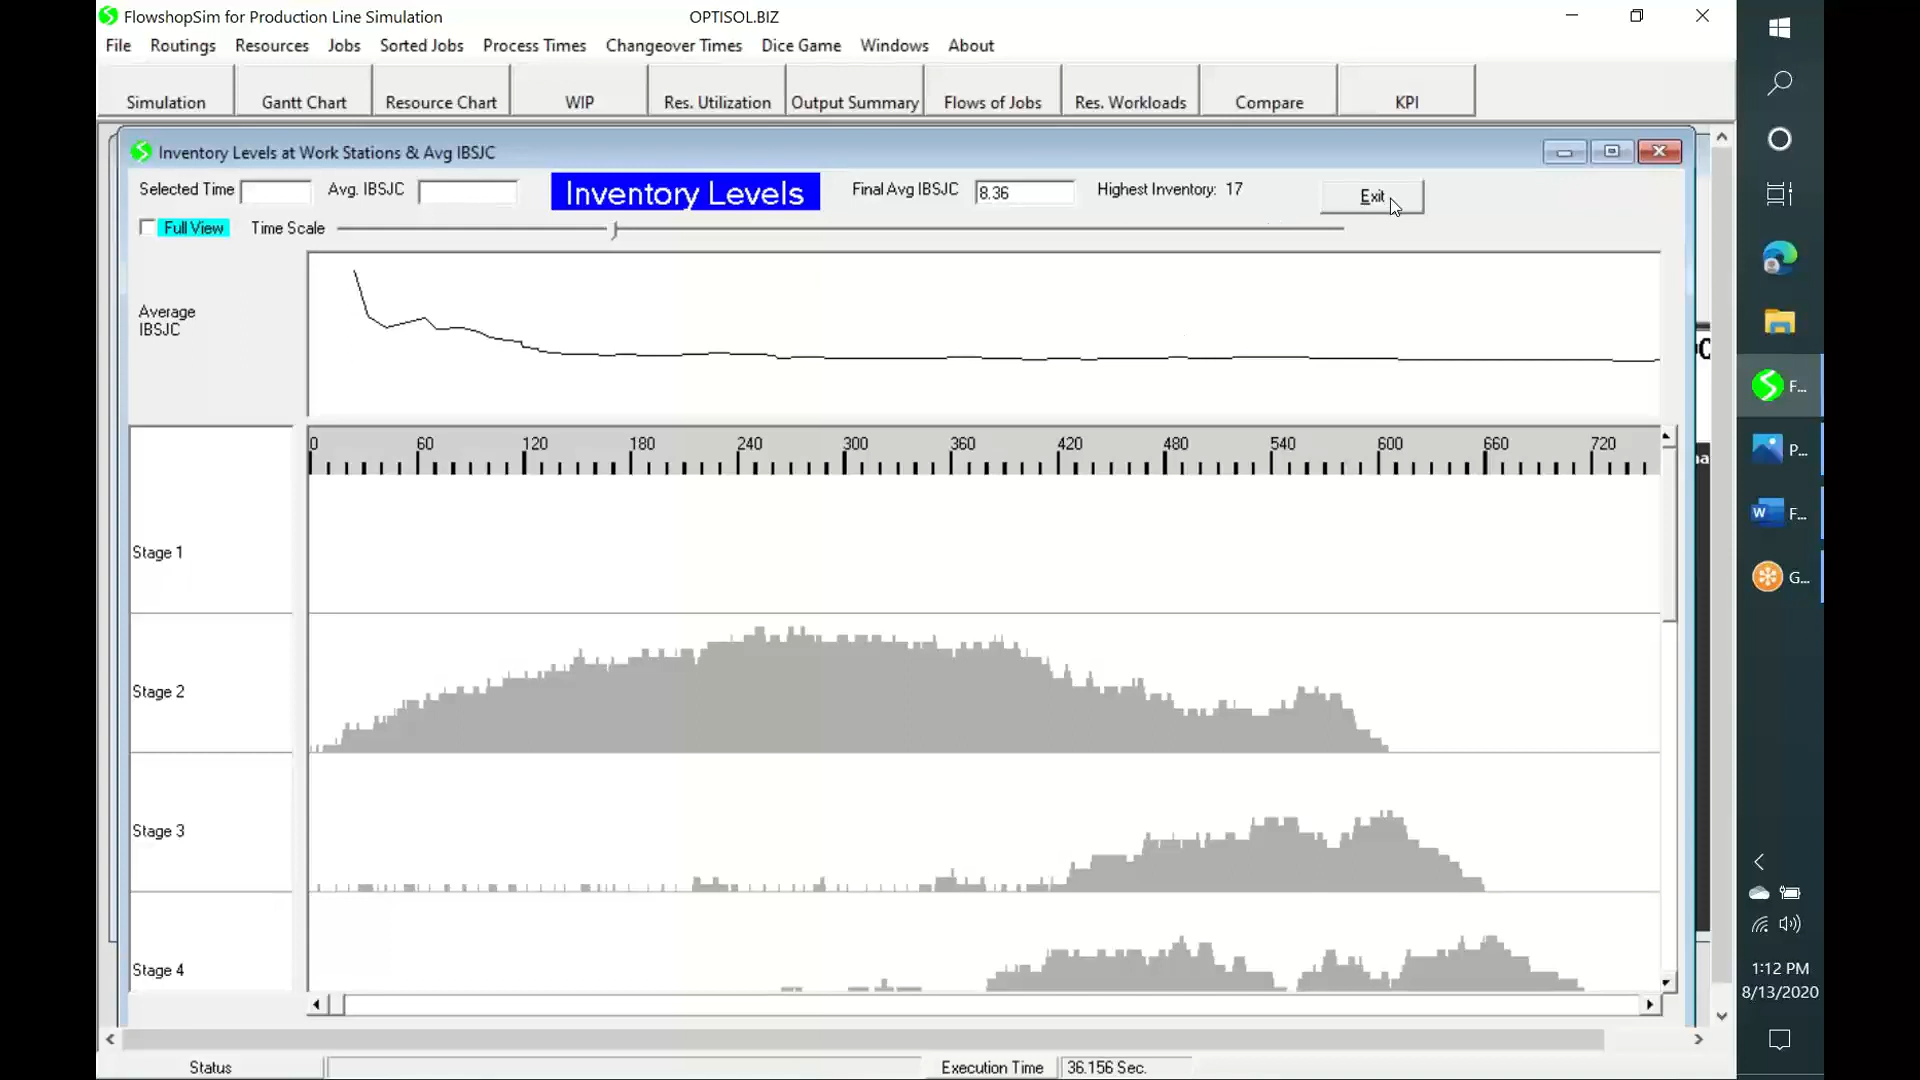 FlowshopSim for Production Line Simulation OPTISOL.BIZ
File Routings Resources Jobs Sorted Jobs Process Times Changeover Times Dice Game Windows About
Simulation Gantt Chart Resource Chart WIP Res. Utilization Output Summary Flows of Jobs Res. Workloads Compare KPI
Inventory Levels at Work Stations & Avg IBSJC
Selected Time Avg. IBSJC Inventory Levels Final Avg IBSJC 8.36 Highest Inventory: 17 Exit
Full View Time Scale
Average
IBSJC
0 60 120 180 240 300 360 420 480 540 600 660 720
Stage 1
Stage 2
Stage 3
Stage 4
Status Execution Time 36.156 Sec.
F...
P...
W F...
G...
1:12 PM
8/13/2020